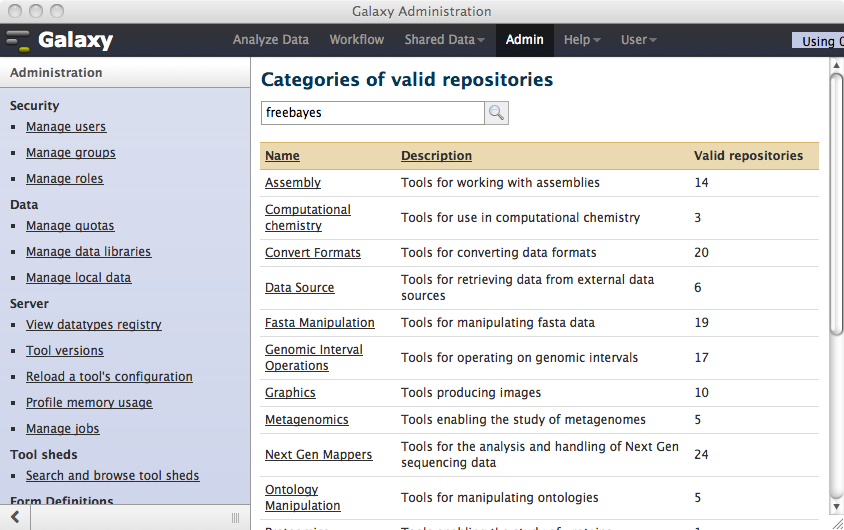 Galaxy Administration
Galaxy
Analyze Data Workflow Shared Data Admin Help User Using
Administration
Security
Manage users
Manage groups
Manage roles
Data
Manage quotas
Manage data libraries
Manage local data
Server
View datatypes registry
Tool versions
Reload a tool's configuration
Profile memory usage
Manage jobs
Tool sheds
Search and browse tool sheds
Form Definitions
Categories of valid repositories
freebayes
Name Description Valid repositories
Assembly Tools for working with assemblies 14
Computational
chemistry Tools for use in computational chemistry 3
Convert Formats Tools for converting data formats 20
Data Source Tools for retrieving data from external data
sources 6
Fasta Manipulation Tools for manipulating fasta data 19
Genomic Interval
Operations Tools for operating on genomic intervals 17
Graphics Tools producing images 10
Metagenomics Tools enabling the study of metagenomes 5
Next Gen Mappers Tools for the analysis and handling of Next Gen
sequencing data 24
Ontology
Manipulation Tools for manipulating ontologies 5